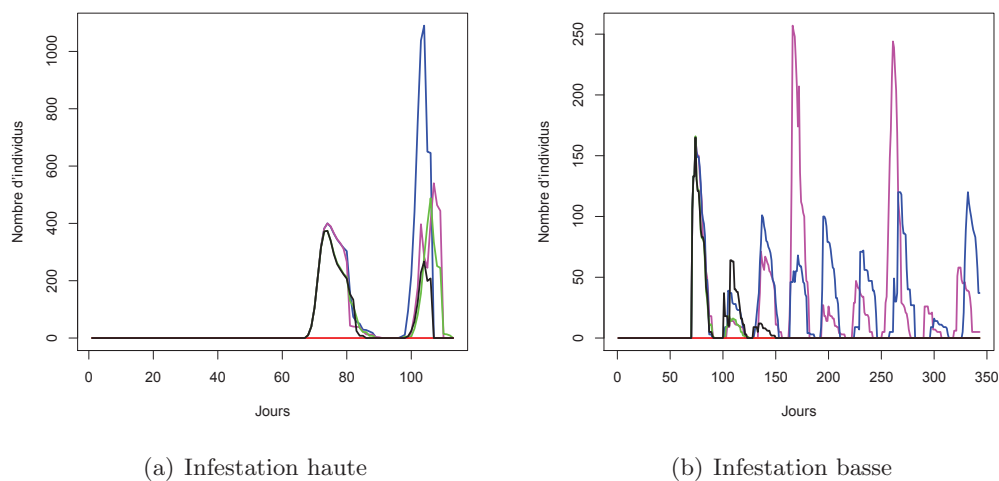 Nombre d'individus
1000
800
600
400
200
0
0 20 40 60 80 100
Jours
(a) Infestation haute
Nombre d'individus
250
200
150
100
50
0
0 50 100 150 200 250 300 350
Jours
(b) Infestation basse